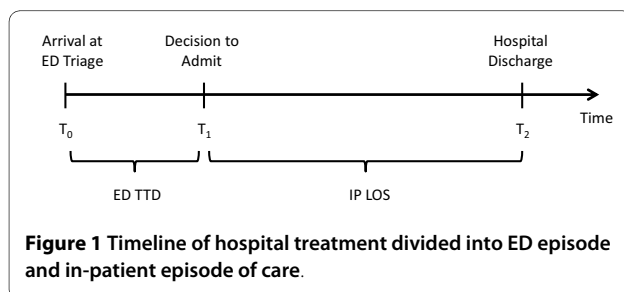 Arrival at Decision to Hospital
ED Triage Admit Discharge
Time
T0 T1 T2
ED TTD IP LOS
Figure 1 Timeline of hospital treatment divided into ED episode
and in-patient episode of care.